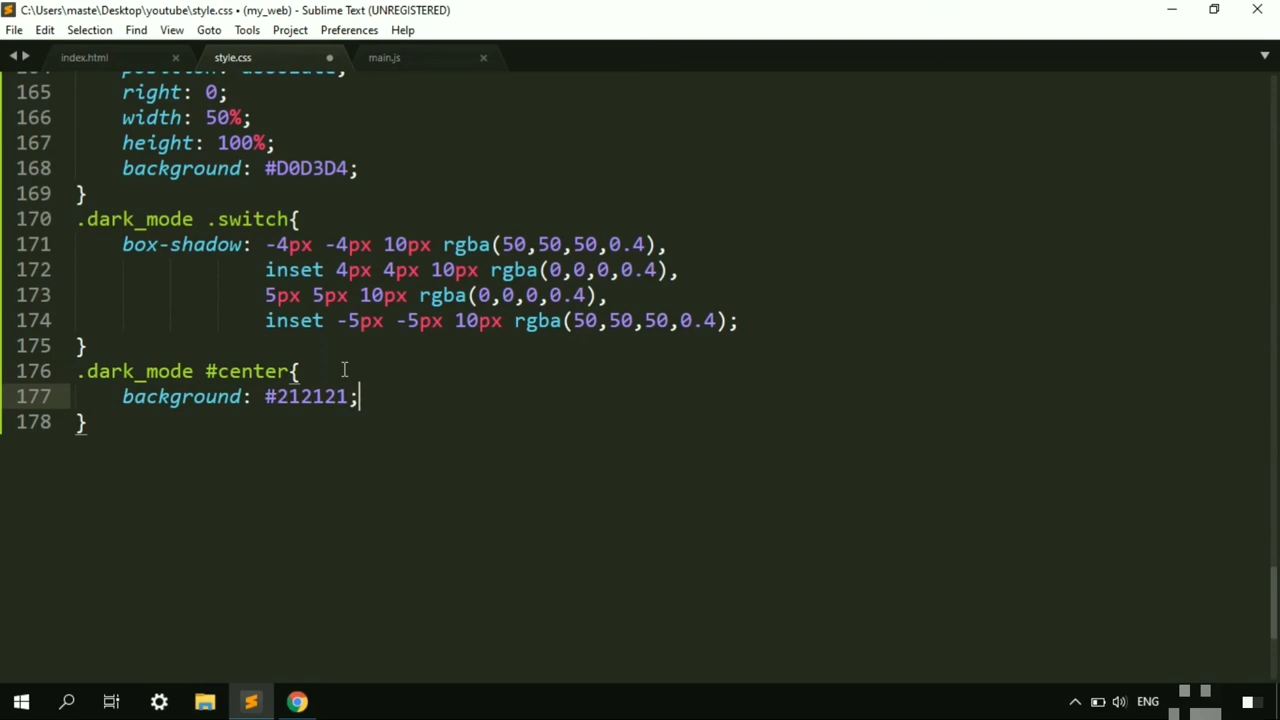 C:\Users\maste\Desktop\youtube\style.css • (my_web) - Sublime Text (UNREGISTERED)
File Edit Selection Find View Goto Tools Project Preferences Help
index.html style.css main.js
164 position: absolute;
165 right: 0;
166 width: 50%;
167 height: 100%;
168 background: #D0D3D4;
169 }
170 .dark_mode .switch{
171 box-shadow: -4px -4px 10px rgba(50,50,50,0.4),
172 inset 4px 4px 10px rgba(0,0,0,0.4),
173 5px 5px 10px rgba(0,0,0,0.4),
174 inset -5px -5px 10px rgba(50,50,50,0.4);
175 }
176 .dark_mode #center{
177 background: #212121;
178 }
ENG